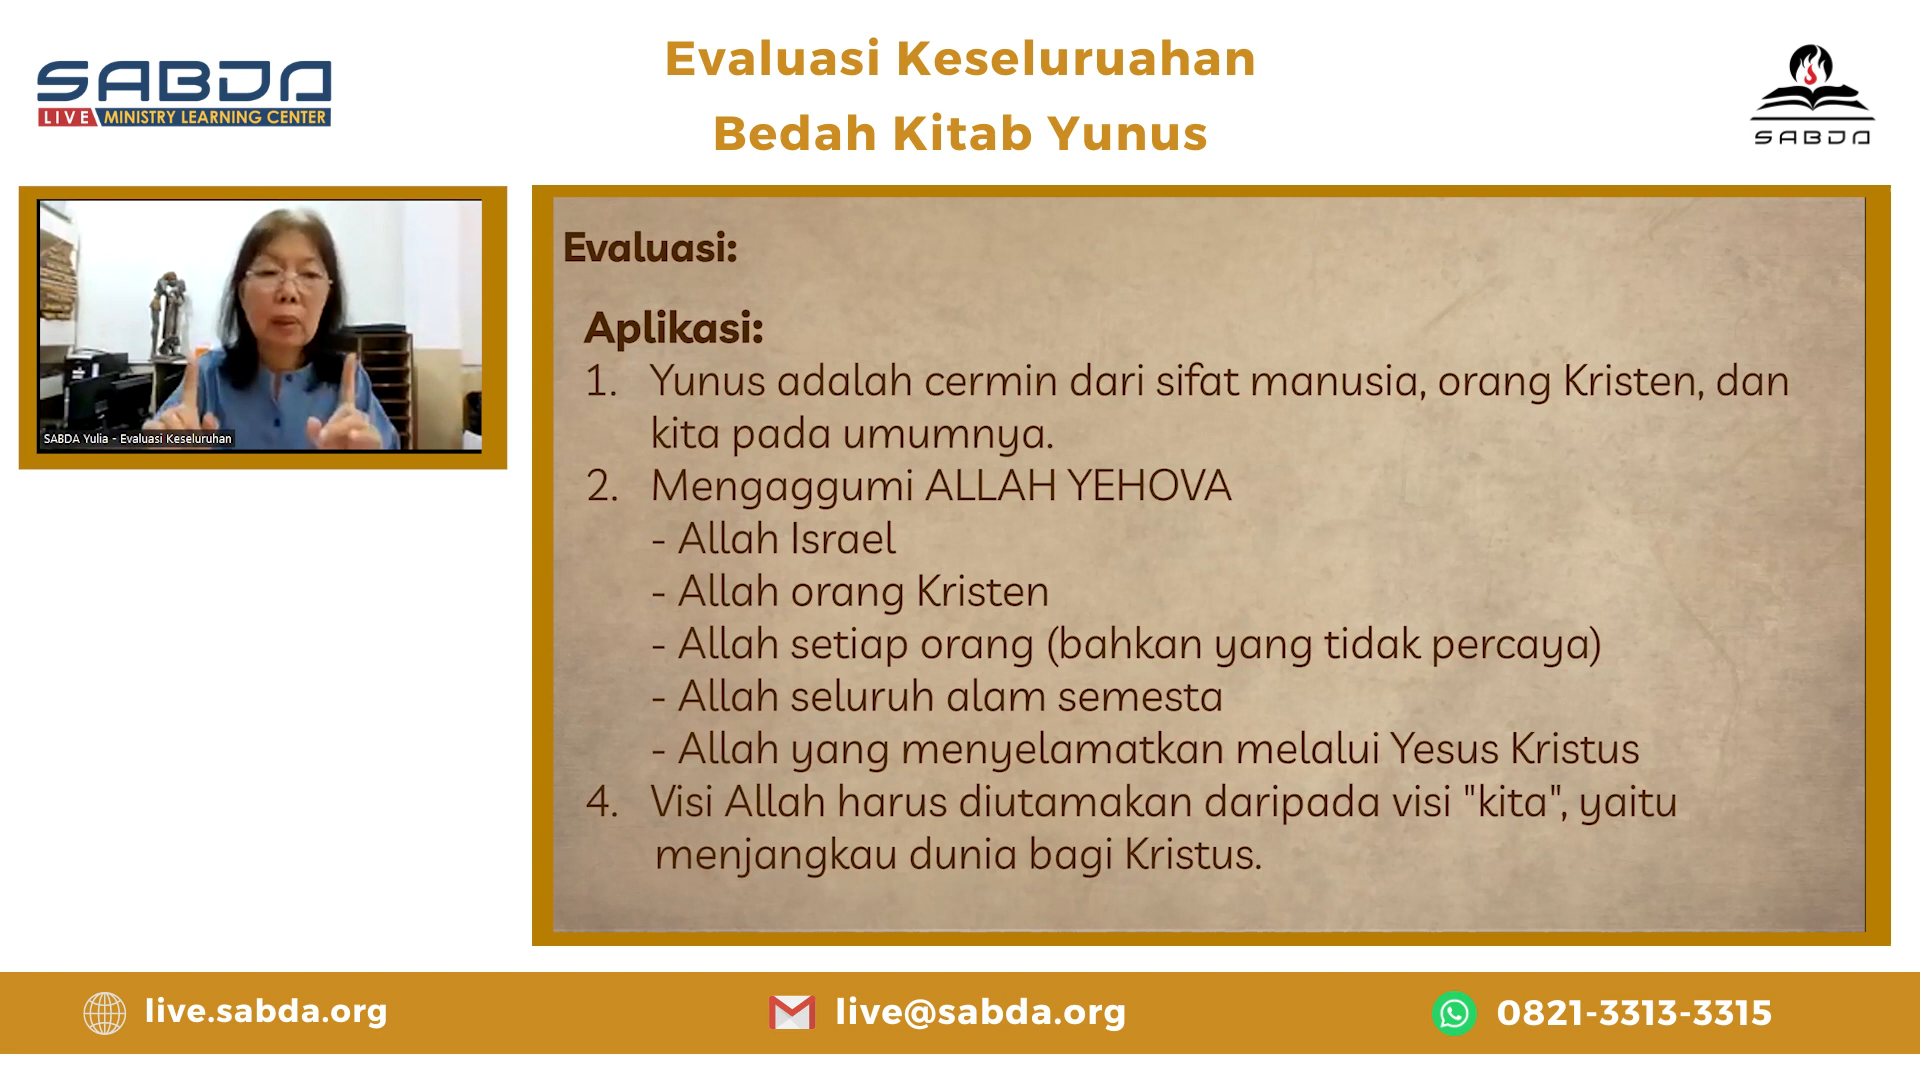 SABDA
LIVE MINISTRY LEARNING CENTER
Evaluasi Keseluruahan
Bedah Kitab Yunus
SABDA
SABDA Yulia - Evaluasi Keseluruhan
Evaluasi:
Aplikasi:
1. Yunus adalah cermin dari sifat manusia, orang Kristen, dan
kita pada umumnya.
2. Mengaggumi ALLAH YEHOVA
- Allah Israel
- Allah orang Kristen
- Allah setiap orang (bahkan yang tidak percaya)
- Allah seluruh alam semesta
- Allah yang menyelamatkan melalui Yesus Kristus
4. Visi Allah harus diutamakan daripada visi "kita", yaitu
menjangkau dunia bagi Kristus.
live.sabda.org
live@sabda.org
0821-3313-3315